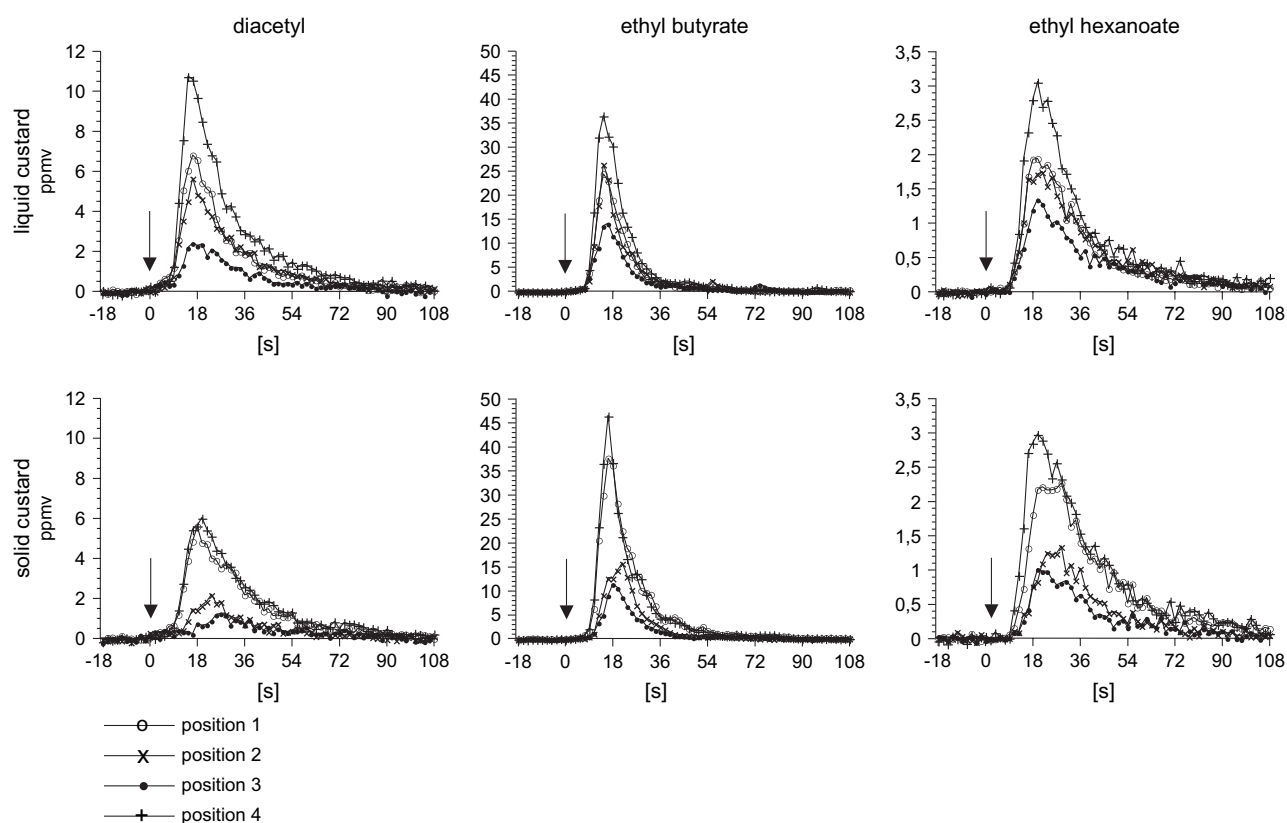 diacetyl ethyl butyrate ethyl hexanoate
liquid custard
ppmv
12
10
8
6
4
2
0
-18 0 18 36 54 72 90 108
[s]
50
45
40
35
30
25
20
15
10
5
0
-18 0 18 36 54 72 90 108
[s]
3,5
3
2,5
2
1,5
1
0,5
0
-18 0 18 36 54 72 90 108
[s]
solid custard
ppmv
12
10
8
6
4
2
0
-18 0 18 36 54 72 90 108
[s]
50
45
40
35
30
25
20
15
10
5
0
-18 0 18 36 54 72 90 108
[s]
3,5
3
2,5
2
1,5
1
0,5
0
-18 0 18 36 54 72 90 108
[s]
position 1
position 2
position 3
position 4